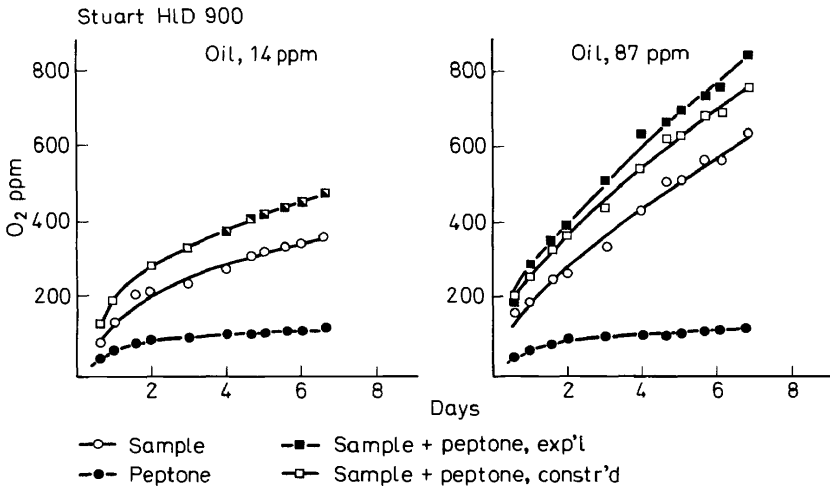 Stuart HlD 900
Oil, 14 ppm
Oil, 87 ppm
O₂ ppm
800
600
400
200
2
4
6
8
800
600
400
200
2
4
6
8
Days
Sample
Sample + peptone, exp'l
Peptone
Sample + peptone, constr'd